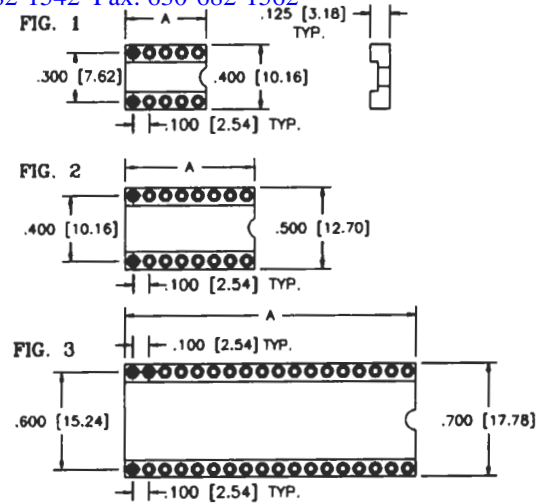 FIG. 1
A
.125 [3.18]
TYP.
.300 [7.62]
.400 [10.16]
.100 [2.54] TYP.
FIG. 2
A
.400 [10.16]
.500 [12.70]
.100 [2.54] TYP.
A
FIG. 3
.100 [2.54] TYP.
.600 [15.24]
.700 [17.78]
.100 [2.54] TYP.